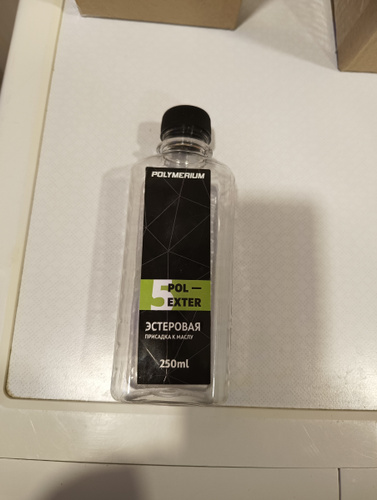 POLYMERIUM
5 POL —
EXTER
ЭСТЕРОВАЯ
ПРИСАДКА К МАСЛУ
250ml